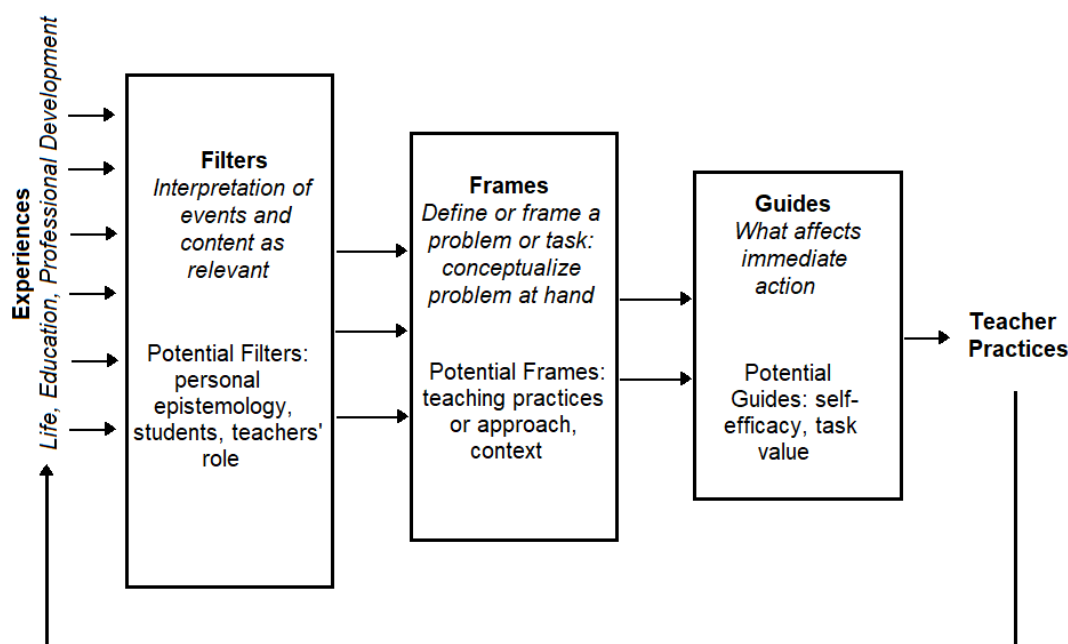 Experiences
Life, Education, Professional Development
Filters
Interpretation of
events and
content as
relevant
Potential Filters:
personal
epistemology,
students, teachers'
role
Frames
Define or frame a
problem or task:
conceptualize
problem at hand
Potential Frames:
teaching practices
or approach,
context
Guides
What affects
immediate
action
Potential
Guides: self-
efficacy, task
value
Teacher
Practices